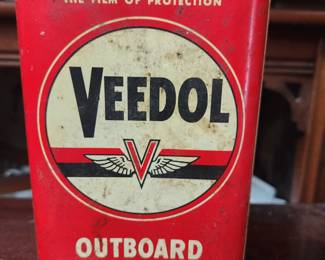 THE FILM OF PROTECTION
VEEDOL
V
OUTBOARD